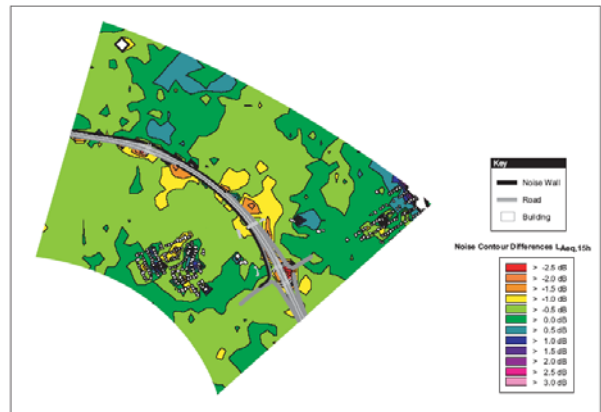 Key
Noise Wall
Road
Building
Noise Contour Differences LAeq,15h
> -2.5 dB
> -2.0 dB
> -1.5 dB
> -1.0 dB
> -0.5 dB
> 0.0 dB
> 0.5 dB
> 1.0 dB
> 1.5 dB
> 2.0 dB
> 2.5 dB
> 3.0 dB